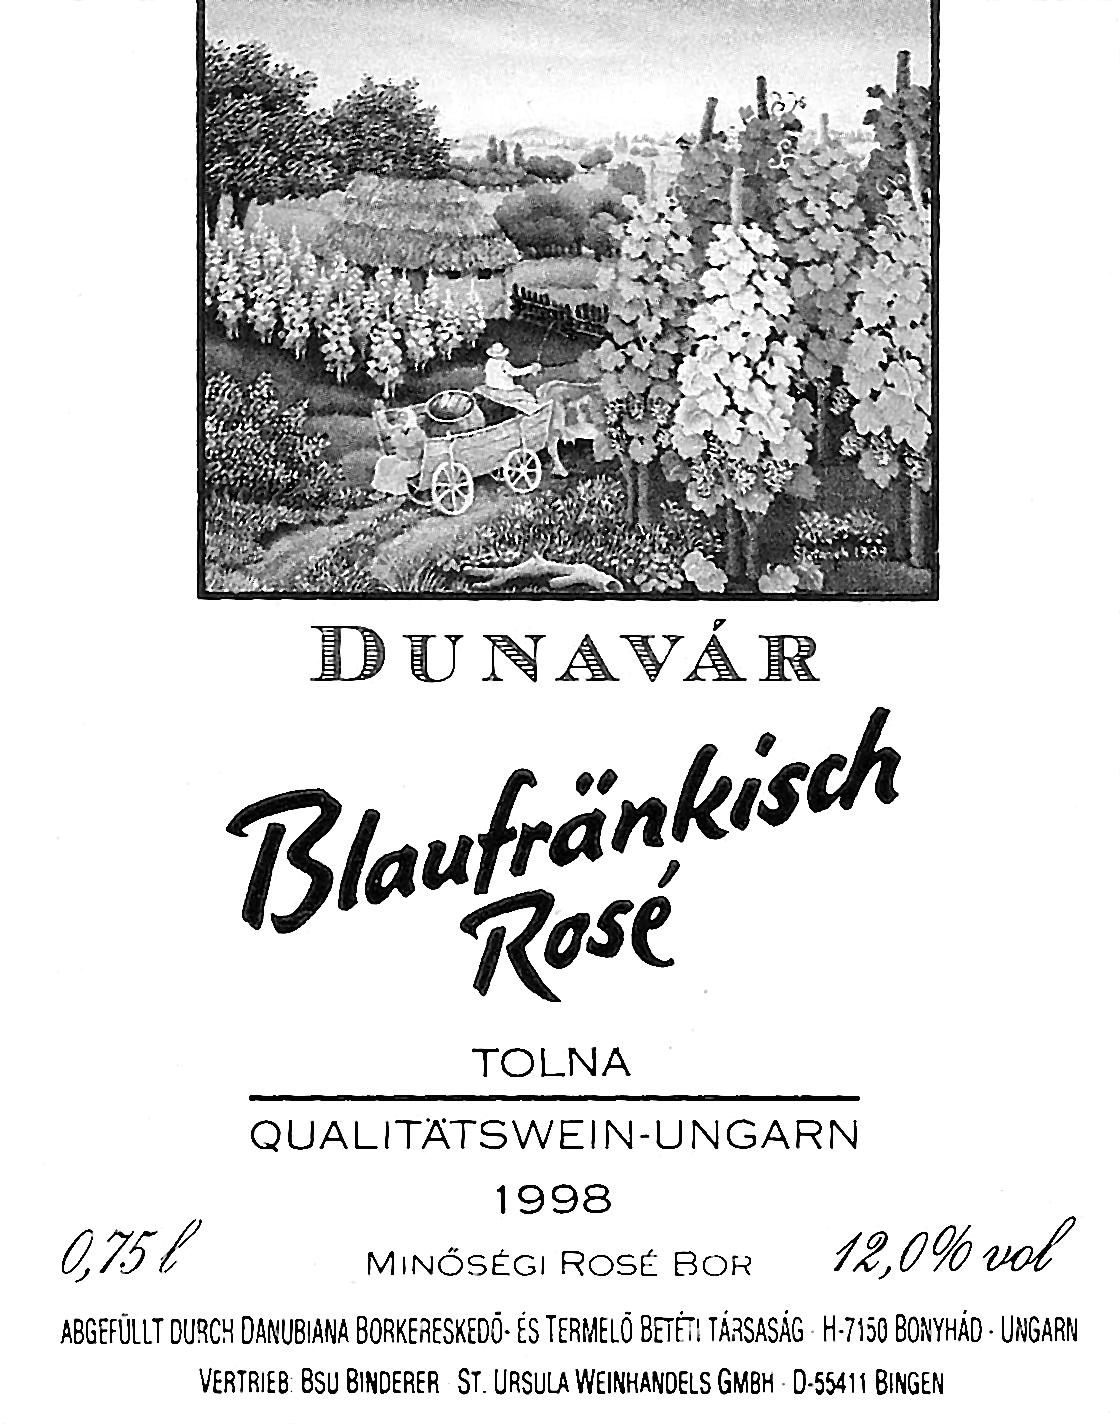 DUNAVÁR
Blaufränkisch
Rosé
TOLNA
QUALITÄTSWEIN-UNGARN
1998
0,75 l MINŐSÉGI ROSÉ BOR 12,0% vol
ABGEFÜLLT DURCH DANUBIANA BORKERESKEDŐ- ÉS TERMELŐ BETÉTI TÁRSASÁG · H-7150 BONYHÁD · UNGARN
VERTRIEB: BSU BINDERER ST. URSULA WEINHANDELS GMBH · D-55411 BINGEN